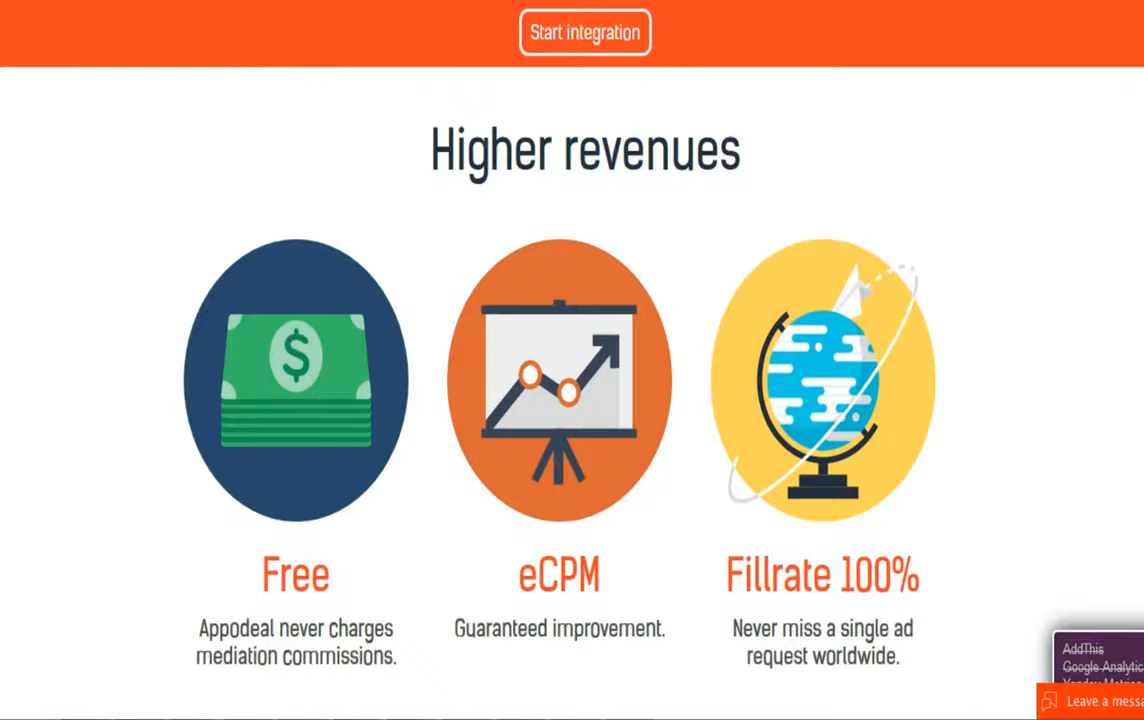 Start integration
Higher revenues
$
Free
eCPM
Fillrate 100%
Appodeal never charges
mediation commissions.
Guaranteed improvement.
Never miss a single ad
request worldwide.
AddThis
Google Analytic
Leave a messa